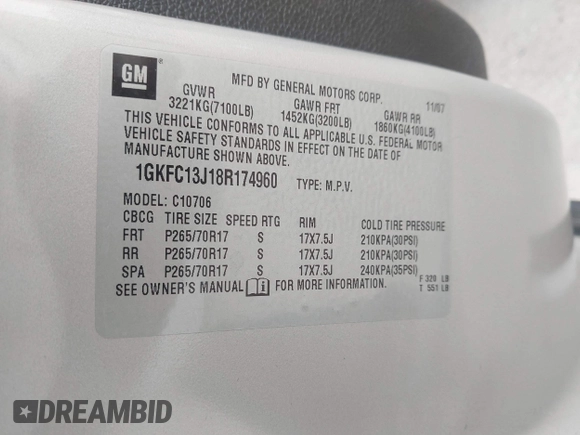 GM
MFD BY GENERAL MOTORS CORP. 11/07
GVWR GAWR FRT GAWR RR
3221KG(7100LB) 1452KG(3200LB) 1860KG(4100LB)
THIS VEHICLE CONFORMS TO ALL APPLICABLE U.S. FEDERAL MOTOR
VEHICLE SAFETY STANDARDS IN EFFECT ON THE DATE OF
MANUFACTURE SHOWN ABOVE.
1GKFC13J18R174960 TYPE: M.P.V.
MODEL: C10706
CBCG TIRE SIZE SPEED RTG RIM COLD TIRE PRESSURE
FRT P265/70R17 S 17X7.5J 210KPA(30PSI)
RR P265/70R17 S 17X7.5J 210KPA(30PSI)
SPA P265/70R17 S 17X7.5J 240KPA(35PSI)
F 320 LB
SEE OWNER'S MANUAL i FOR MORE INFORMATION. T 551 LB
DREAMBID